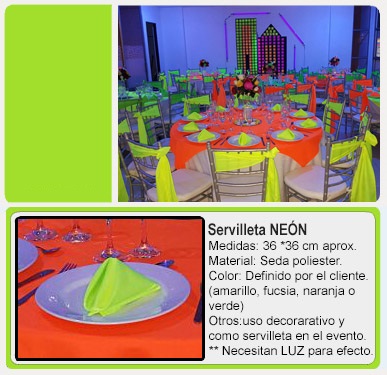 Servilleta NEÓN
Medidas: 36 *36 cm aprox.
Material: Seda poliester.
Color: Definido por el cliente.
(amarillo, fucsia, naranja o
verde)
Otros:uso decorarativo y
como servilleta en el evento.
** Necesitan LUZ para efecto.